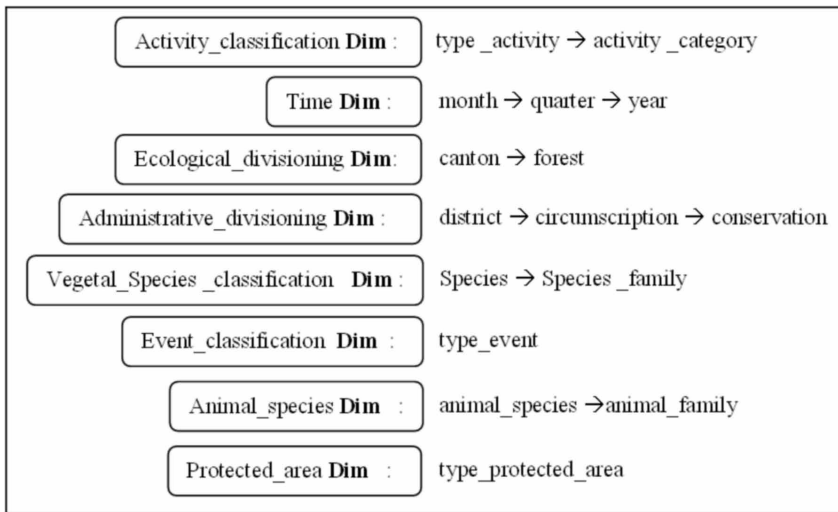 Activity_classification Dim : type _activity → activity _category
Time Dim : month → quarter → year
Ecological_divisioning Dim: canton → forest
Administrative_divisioning Dim : district → circumscription → conservation
Vegetal_Species _classification Dim : Species → Species _family
Event_classification Dim : type_event
Animal_species Dim : animal_species →animal_family
Protected_area Dim : type_protected_area